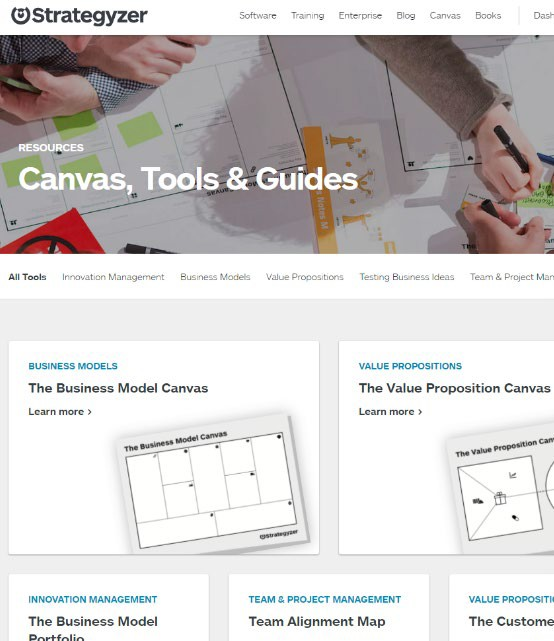 Strategyzer
Software Training Enterprise Blog Canvas Books
RESOURCES
Canvas, Tools & Guides
Notes M
All Tools Innovation Management Business Models Value Propositions Testing Business Ideas Team & Project Man
BUSINESS MODELS
The Business Model Canvas
Learn more >
The Business Model Canvas
Strategyzer
VALUE PROPOSITIONS
The Value Proposition Canvas
Learn more >
The Value Proposition Can
INNOVATION MANAGEMENT
The Business Model
Portfolio
TEAM & PROJECT MANAGEMENT
Team Alignment Map
VALUE PROPOSITI
The Custome